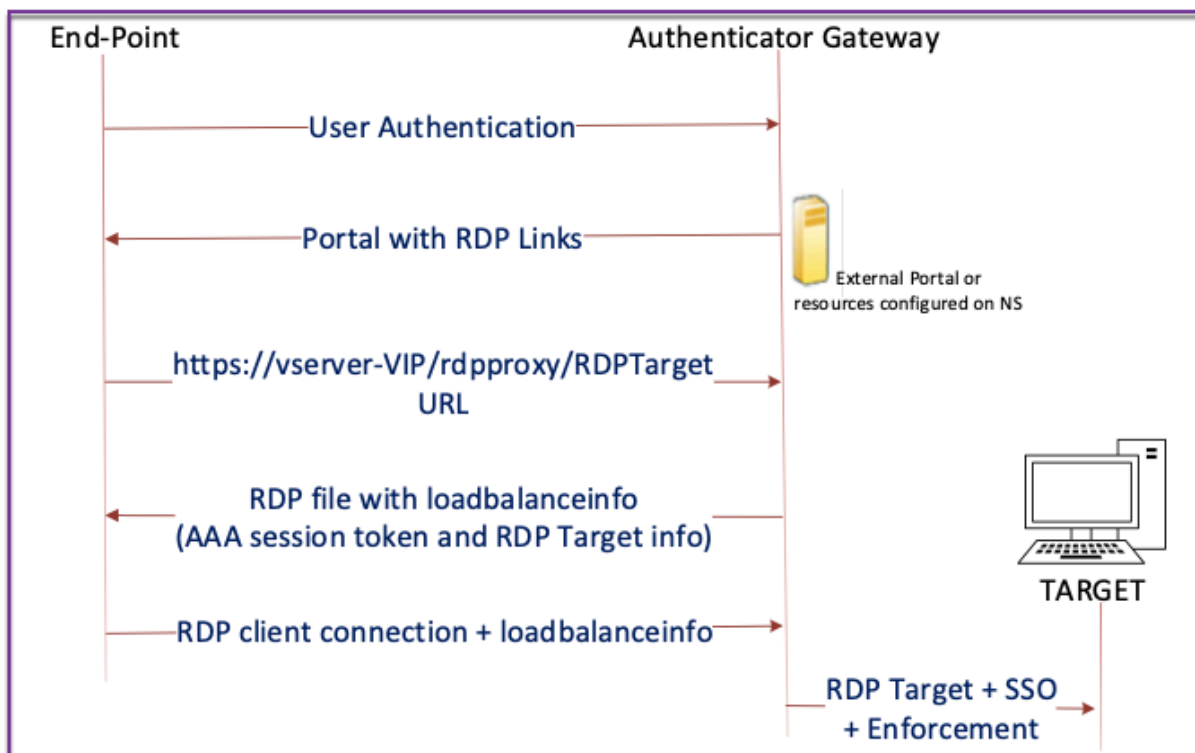 End-Point
Authenticator Gateway
User Authentication
Portal with RDP Links
External Portal or
resources configured on NS
https://vserver-VIP/rdpproxy/RDPTarget
URL
RDP file with loadbalanceinfo
(AAA session token and RDP Target info)
TARGET
RDP client connection + loadbalanceinfo
RDP Target + SSO
+ Enforcement